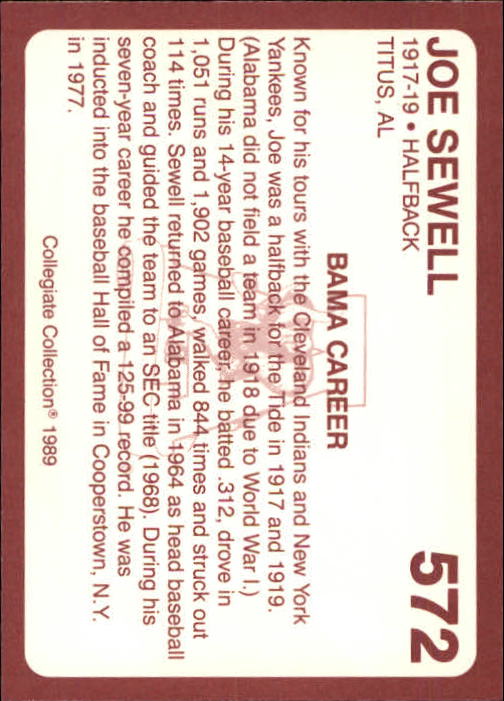 JOE SEWELL
572
1917-19 • HALFBACK
TITUS, AL
BAMA CAREER
Known for his tours with the Cleveland Indians and New York
Yankees, Joe was a halfback for the Tide in 1917 and 1919.
(Alabama did not field a team in 1918 due to World War I.)
During his 14-year baseball career, he batted .312, drove in
1,051 runs and 1,902 games, walked 844 times and struck out
114 times. Sewell returned to Alabama in 1964 as head baseball
coach and guided the team to an SEC title (1968). During his
seven-year career he compiled a 125-99 record. He was
inducted into the baseball Hall of Fame in Cooperstown, N.Y.
in 1977.
Collegiate Collection® 1989